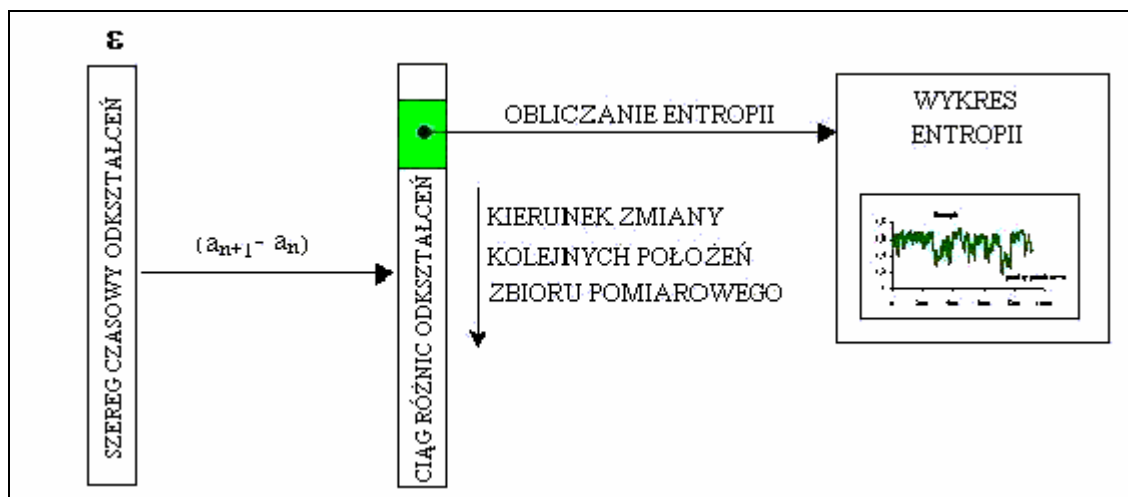 ε
SZEREG CZASOWY ODKSZTAŁCEŃ
(a_{n+1} - a_n)
CIĄG RÓŻNIC ODKSZTAŁCEŃ
OBLICZANIE ENTROPII
KIERUNEK ZMIANY
KOLEJNYCH POŁOŻEŃ
ZBIORU POMIAROWEGO
WYKRES
ENTROPII